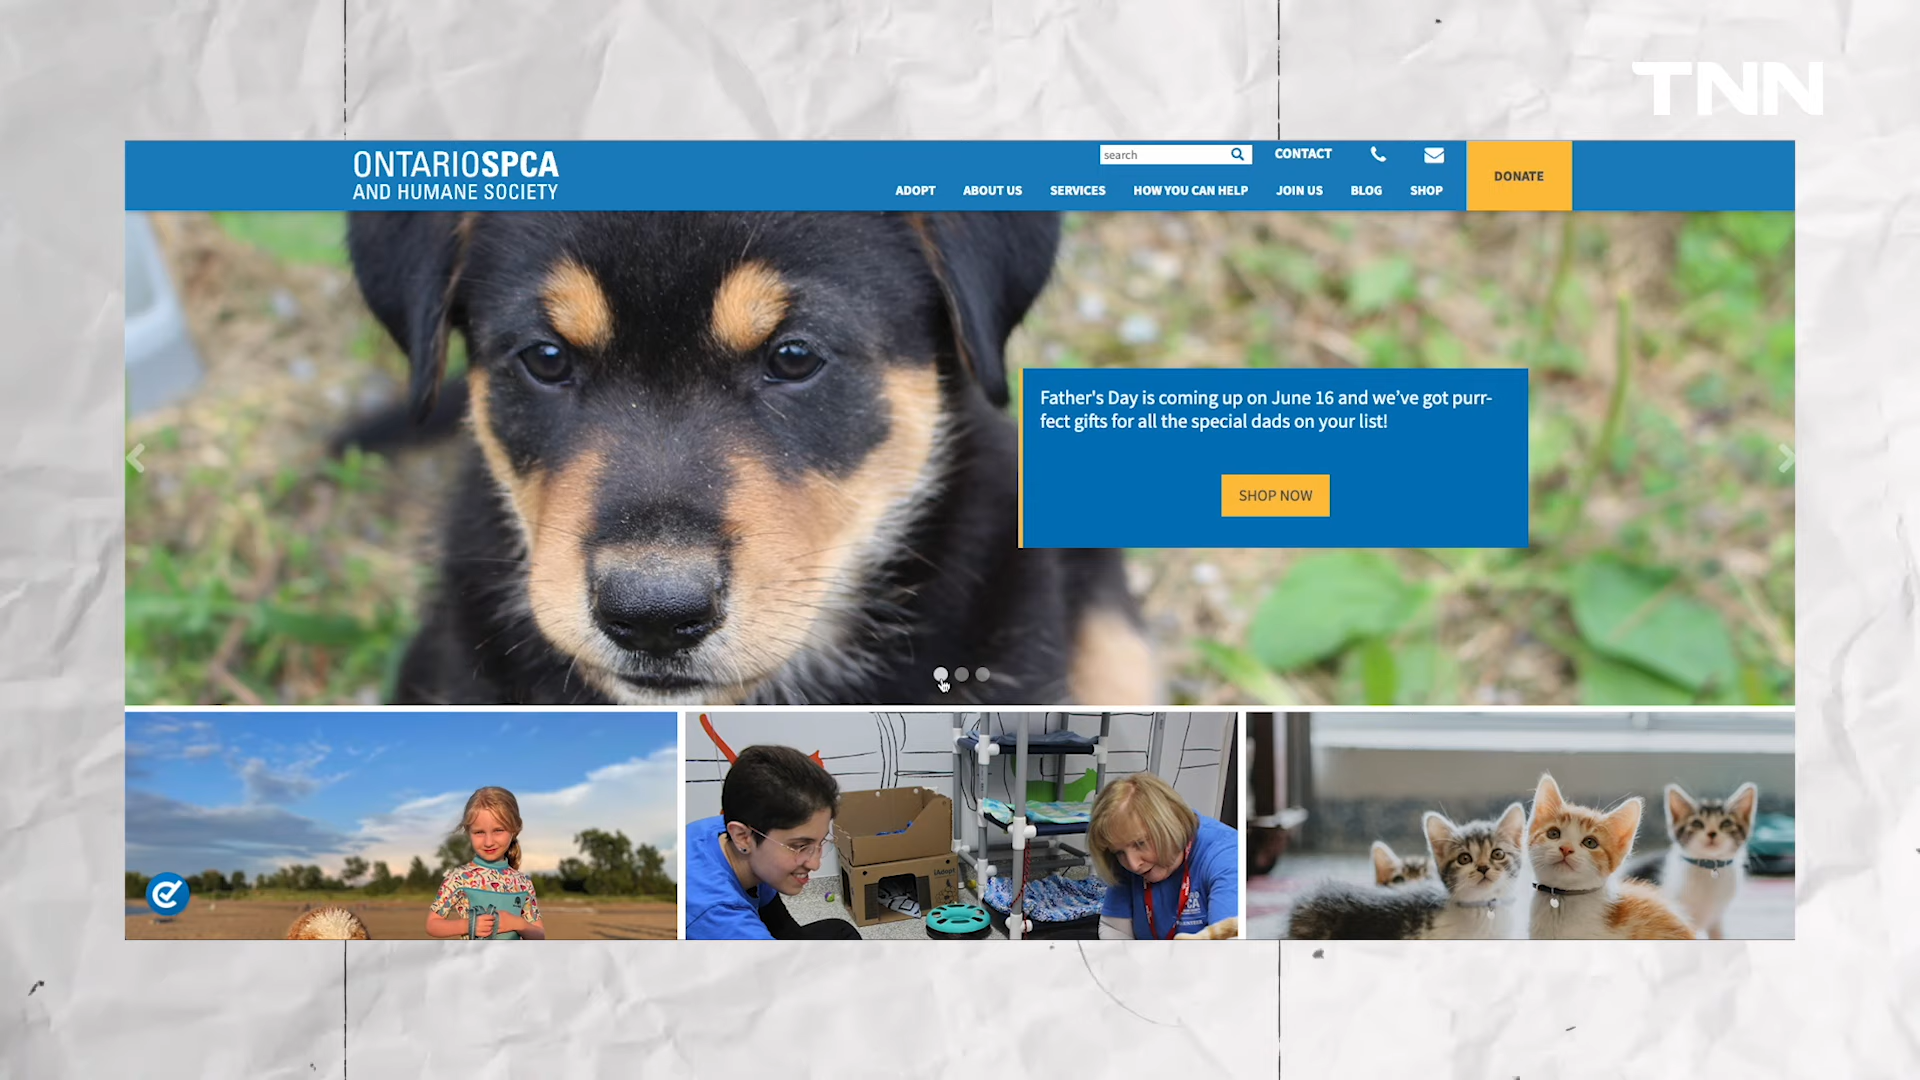 TNN
ONTARIOSPCA
AND HUMANE SOCIETY
search
CONTACT
DONATE
ADOPT
ABOUT US
SERVICES
HOW YOU CAN HELP
JOIN US
BLOG
SHOP
Father's Day is coming up on June 16 and we've got purr-
fect gifts for all the special dads on your list!
SHOP NOW